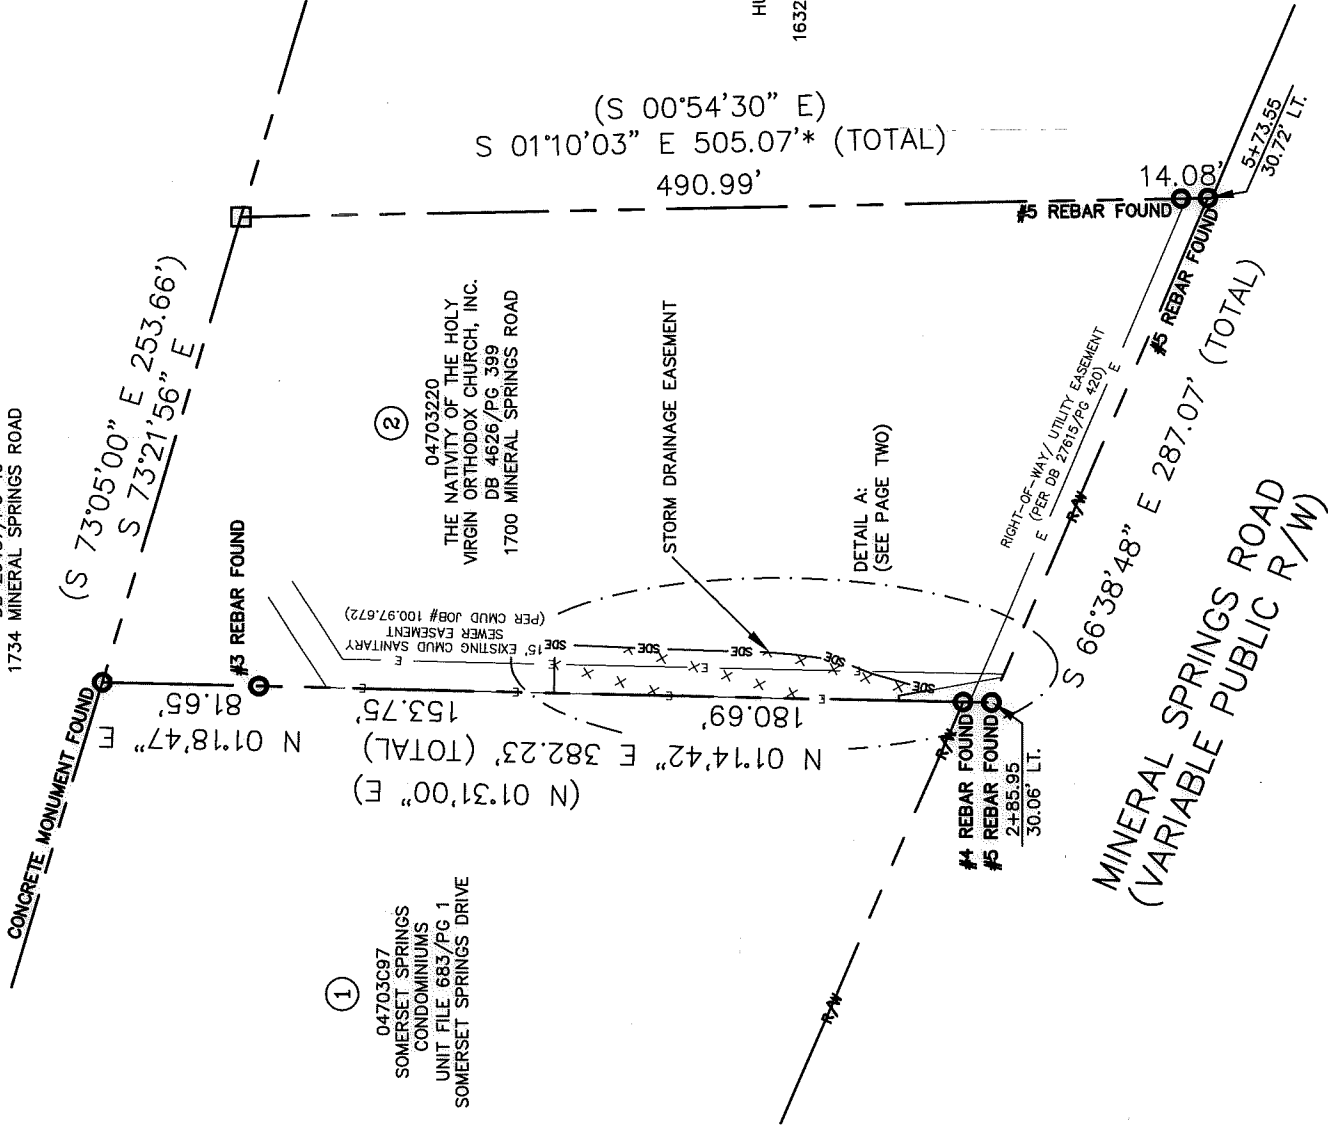 1734 MINERAL SPRINGS ROAD
HU
1632
(S 73°05'00" E 253.66')
S 73°21'56" E
(S 00°54'30" E)
S 01°10'03" E 505.07'* (TOTAL)
490.99'
14.08'
#5 REBAR FOUND
#5 REBAR FOUND
5+73.55
30.72' LT.
CONCRETE MONUMENT FOUND
#3 REBAR FOUND
N 01°18'47" E
81.65'
153.75'
180.69'
N 01°14'42" E 382.23' (TOTAL)
(N 01°31'00" E)
2
04703220
THE NATIVITY OF THE HOLY
VIRGIN ORTHODOX CHURCH, INC.
DB 4626/PG 399
1700 MINERAL SPRINGS ROAD
STORM DRAINAGE EASEMENT
DETAIL A:
(SEE PAGE TWO)
15' EXISTING CMUD SANITARY
SEWER EASEMENT
(PER CMUD JOB# 100.97.672)
SDE
SDE
SDE
SDE
SDE
E
E
E
E
E
E
E
RIGHT-OF-WAY/ UTILITY EASEMENT
E (PER DB 27615/PG 420) E
R/W
R/W
R/W
S 66°38'48" E 287.07' (TOTAL)
MINERAL SPRINGS ROAD
(VARIABLE PUBLIC R/W)
#4 REBAR FOUND
#5 REBAR FOUND
2+85.95
30.06' LT.
1
04703C97
SOMERSET SPRINGS
CONDOMINIUMS
UNIT FILE 683/PG 1
SOMERSET SPRINGS DRIVE